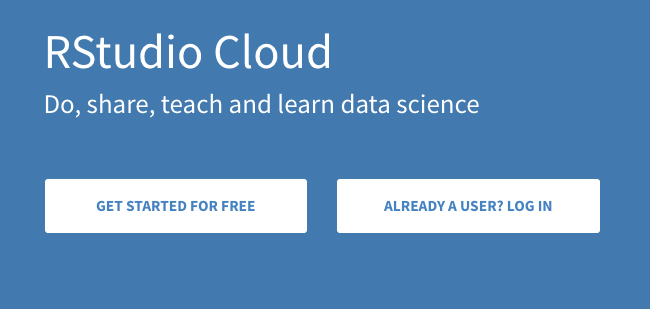 RStudio Cloud
Do, share, teach and learn data science
GET STARTED FOR FREE
ALREADY A USER? LOG IN